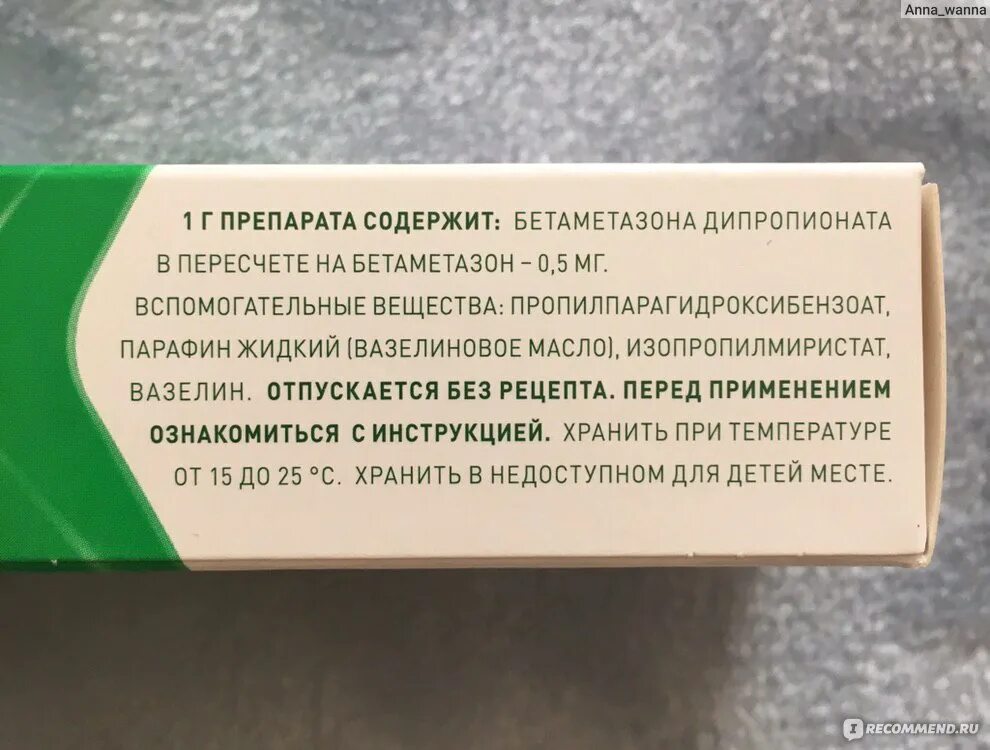 Anna_wanna
1 Г ПРЕПАРАТА СОДЕРЖИТ: БЕТАМЕТАЗОНА ДИПРОПИОНАТА
В ПЕРЕСЧЕТЕ НА БЕТАМЕТАЗОН – 0,5 МГ.
ВСПОМОГАТЕЛЬНЫЕ ВЕЩЕСТВА: ПРОПИЛПАРАГИДРОКСИБЕНЗОАТ,
ПАРАФИН ЖИДКИЙ (ВАЗЕЛИНОВОЕ МАСЛО), ИЗОПРОПИЛМИРИСТАТ,
ВАЗЕЛИН. ОТПУСКАЕТСЯ БЕЗ РЕЦЕПТА. ПЕРЕД ПРИМЕНЕНИЕМ
ОЗНАКОМИТЬСЯ С ИНСТРУКЦИЕЙ. ХРАНИТЬ ПРИ ТЕМПЕРАТУРЕ
ОТ 15 ДО 25 °С. ХРАНИТЬ В НЕДОСТУПНОМ ДЛЯ ДЕТЕЙ МЕСТЕ.
IRECOMMEND.RU